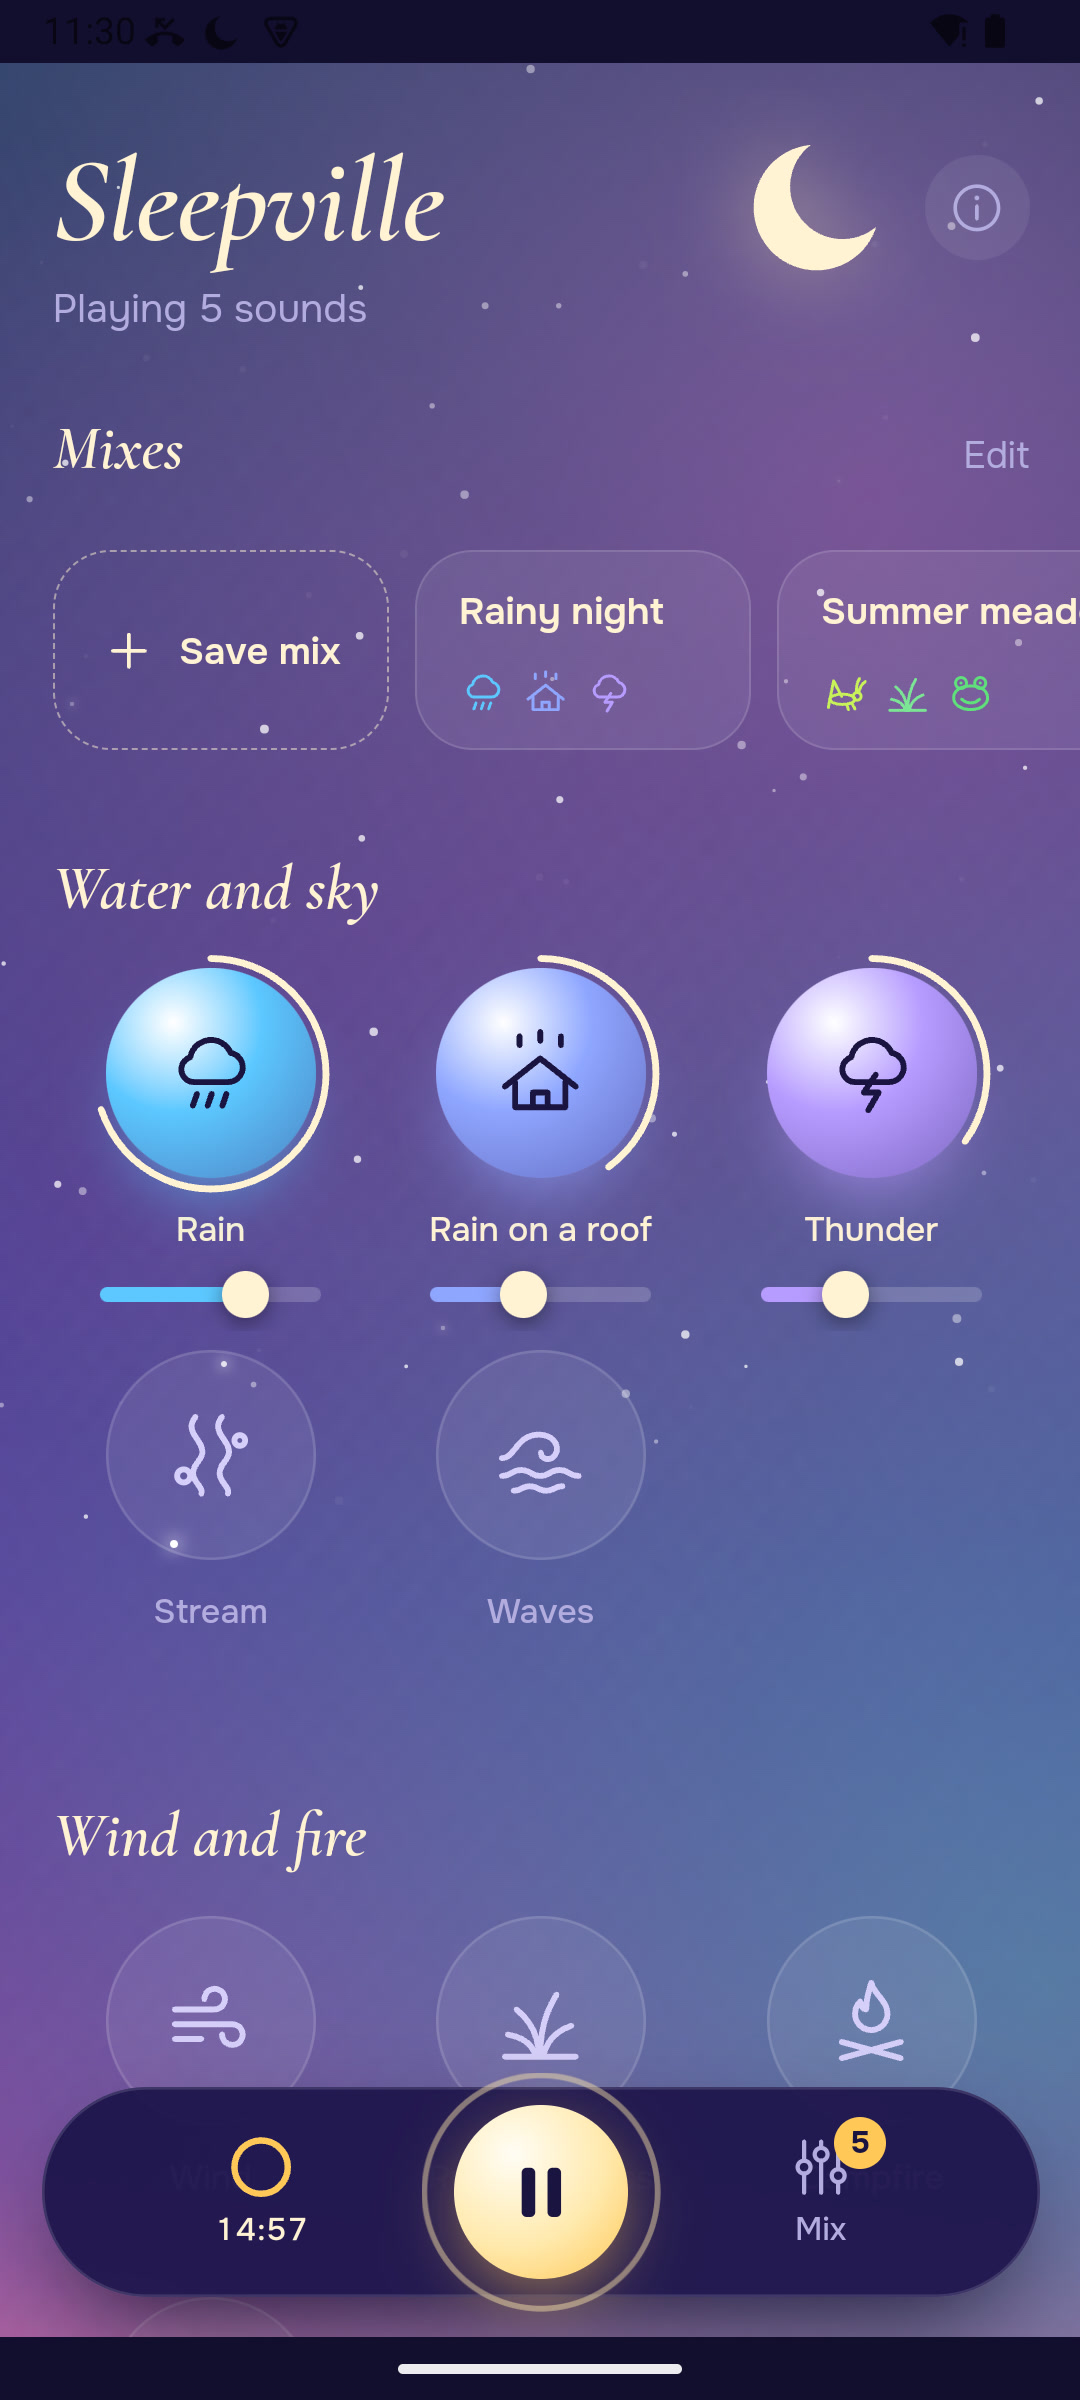 11:30
Sleepville
Playing 5 sounds
Mixes
Edit
Save mix
Rainy night
Summer mead
Water and sky
Rain
Rain on a roof
Thunder
Stream
Waves
Wind and fire
5
14:57
Mix